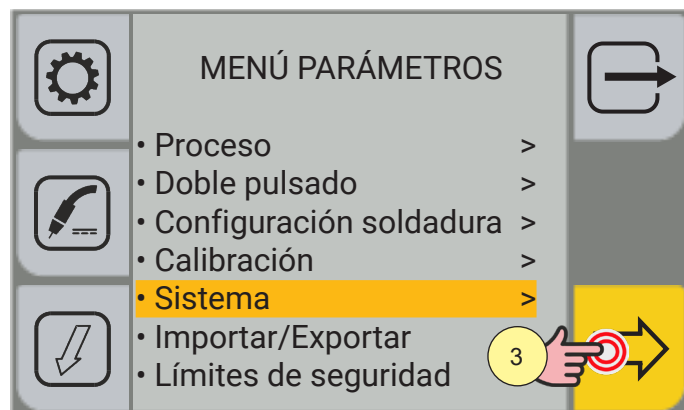 MENÚ PARÁMETROS
• Proceso >
• Doble pulsado >
• Configuración soldadura >
• Calibración >
• Sistema >
• Importar/Exportar
• Límites de seguridad
3